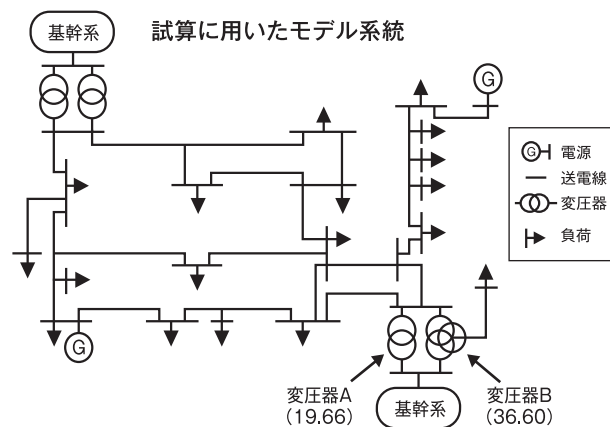 基幹系
試算に用いたモデル系統
G
G 電源
送電線
変圧器
負荷
G
変圧器A
(19.66)
変圧器B
(36.60)
基幹系